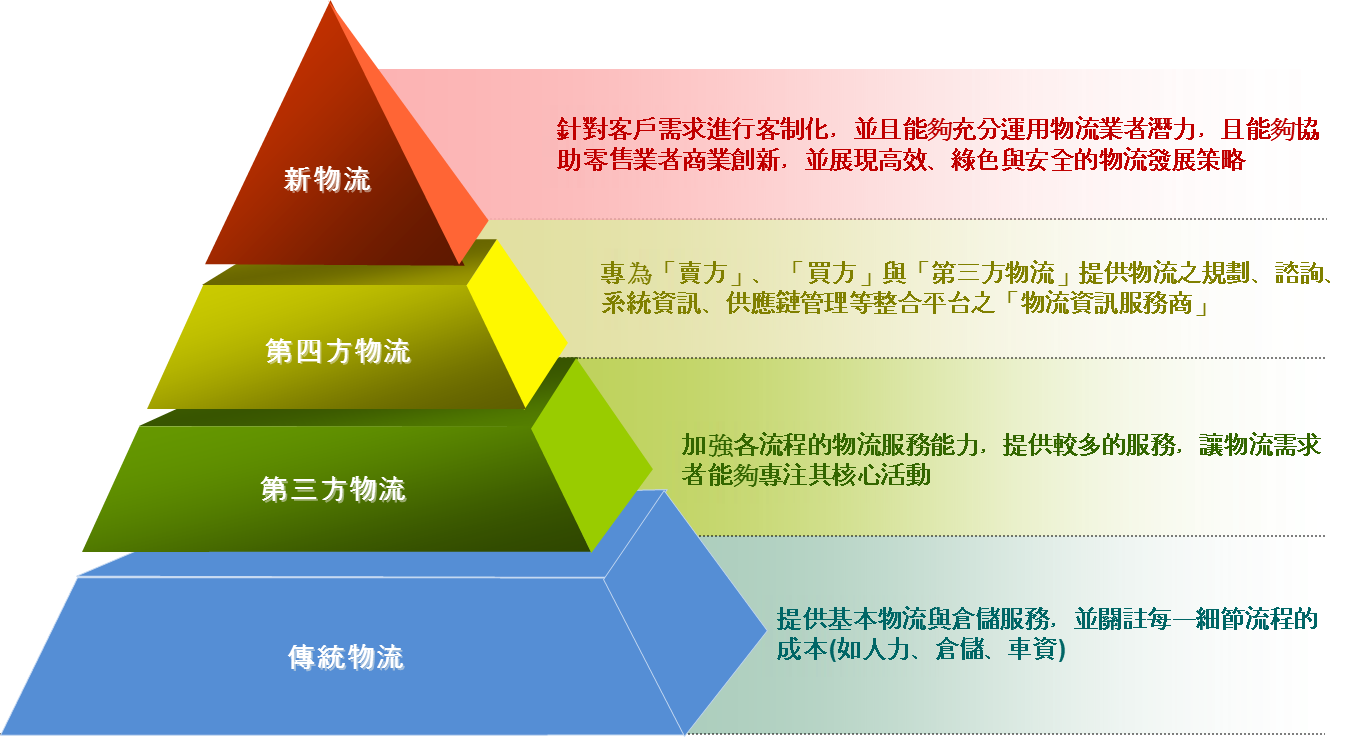 新物流
針對客戶需求進行客制化，並且能夠充分運用物流業者潛力，且能夠協
助零售業者商業創新，並展現高效、綠色與安全的物流發展策略
第四方物流
專為「賣方」、「買方」與「第三方物流」提供物流之規劃、諮詢、
系統資訊、供應鏈管理等整合平台之「物流資訊服務商」
第三方物流
加強各流程的物流服務能力，提供較多的服務，讓物流需求
者能夠專注其核心活動
傳統物流
提供基本物流與倉儲服務，並關註每一細節流程的
成本(如人力、倉儲、車資)